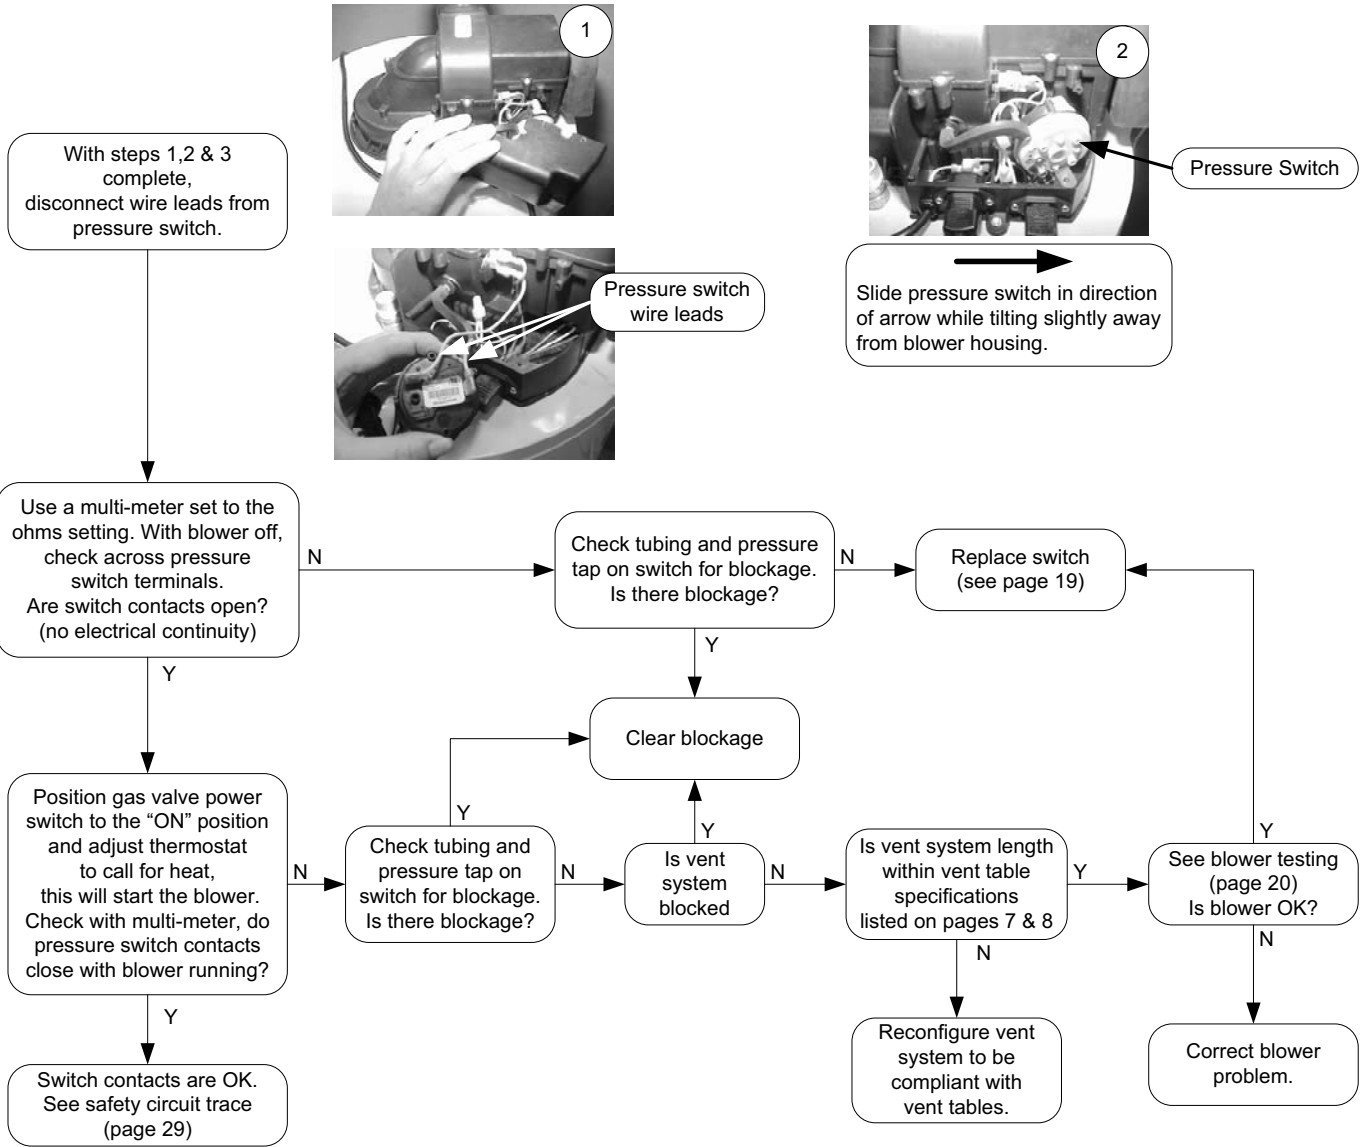 1
2
With steps 1,2 & 3
complete,
disconnect wire leads from
pressure switch.
Pressure Switch
Pressure switch
wire leads
Slide pressure switch in direction
of arrow while tilting slightly away
from blower housing.
Use a multi-meter set to the
ohms setting. With blower off,
check across pressure
switch terminals.
Are switch contacts open?
(no electrical continuity)
N
Check tubing and pressure
tap on switch for blockage.
Is there blockage?
N
Replace switch
(see page 19)
Y
Y
Clear blockage
Position gas valve power
switch to the “ON” position
and adjust thermostat
to call for heat,
this will start the blower.
Check with multi-meter, do
pressure switch contacts
close with blower running?
N
Y
Check tubing and
pressure tap on
switch for blockage.
Is there blockage?
N
Y
Is vent
system
blocked
N
Is vent system length
within vent table
specifications
listed on pages 7 & 8
Y
Y
See blower testing
(page 20)
Is blower OK?
N
N
Y
Switch contacts are OK.
See safety circuit trace
(page 29)
Reconfigure vent
system to be
compliant with
vent tables.
Correct blower
problem.